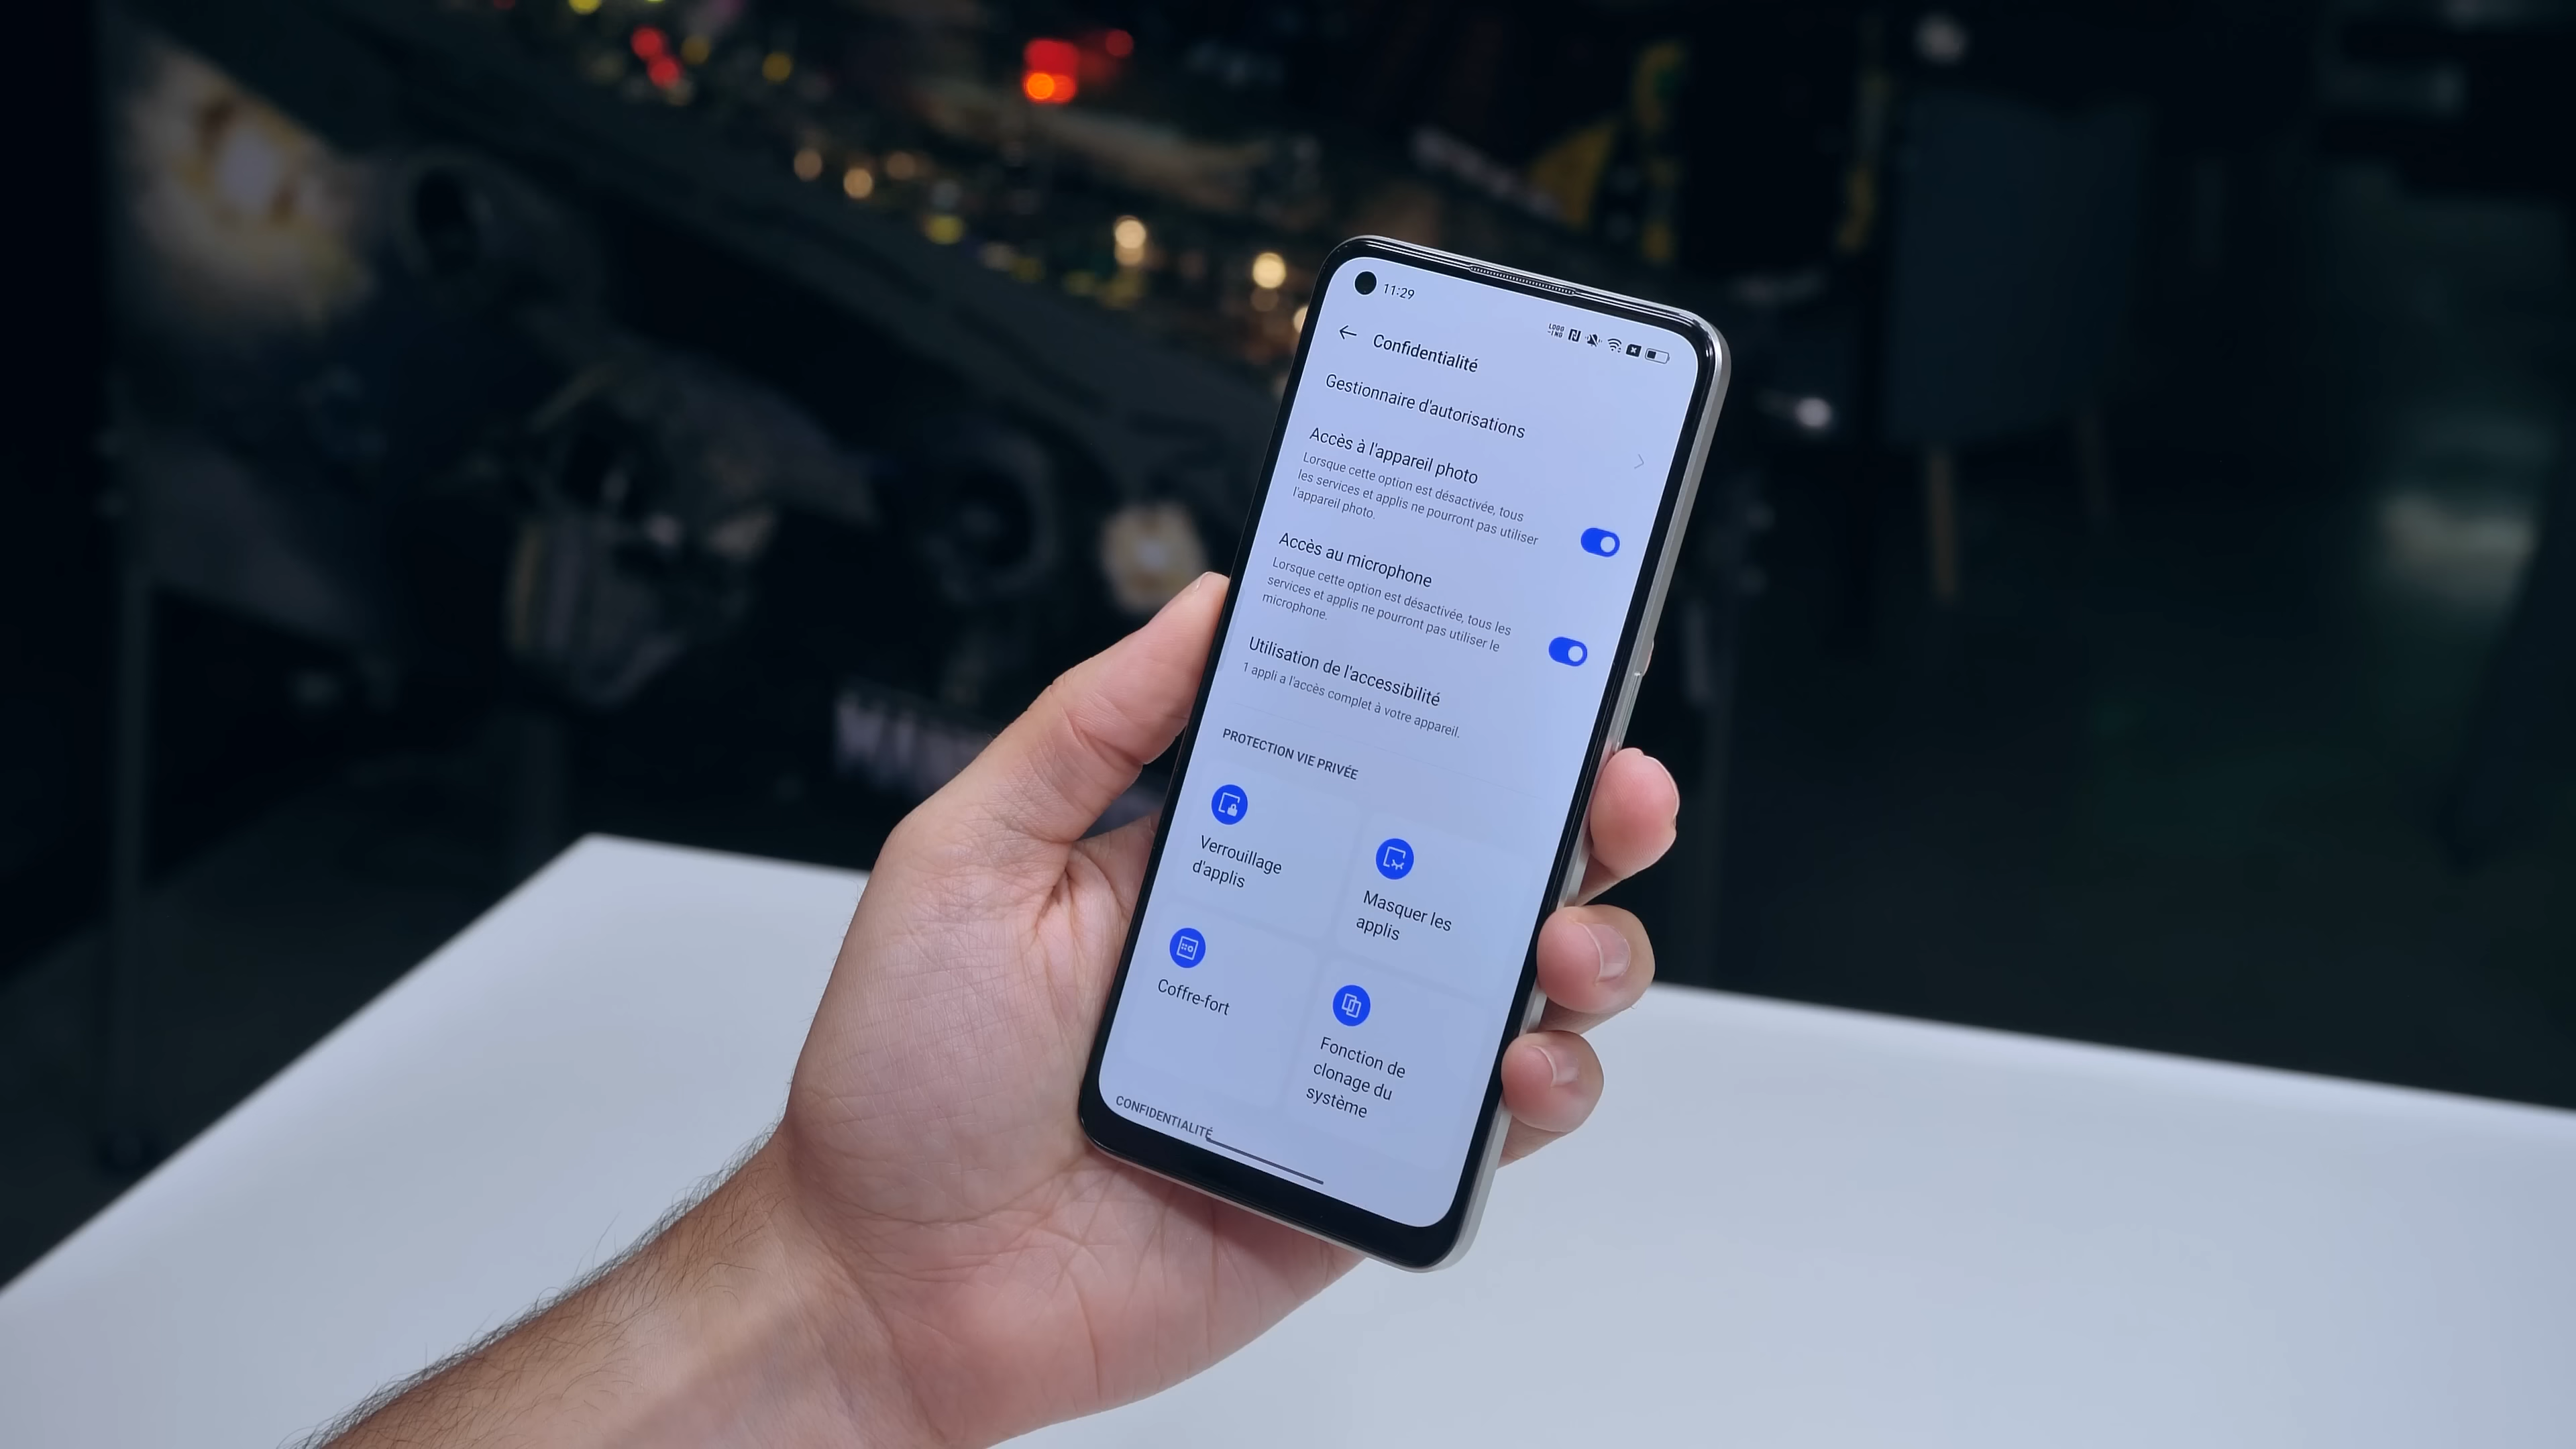 11:29
Confidentialité
Gestionnaire d'autorisations
Accès à l'appareil photo
Lorsque cette option est désactivée, tous
les services et applis ne pourront pas utiliser
l'appareil photo.
Accès au microphone
Lorsque cette option est désactivée, tous les
services et applis ne pourront pas utiliser le
microphone.
Utilisation de l'accessibilité
1 appli a l'accès complet à votre appareil.
PROTECTION VIE PRIVÉE
Verrouillage
d'applis
Masquer les
applis
Coffre-fort
Fonction de
clonage du
système
CONFIDENTIALITÉ